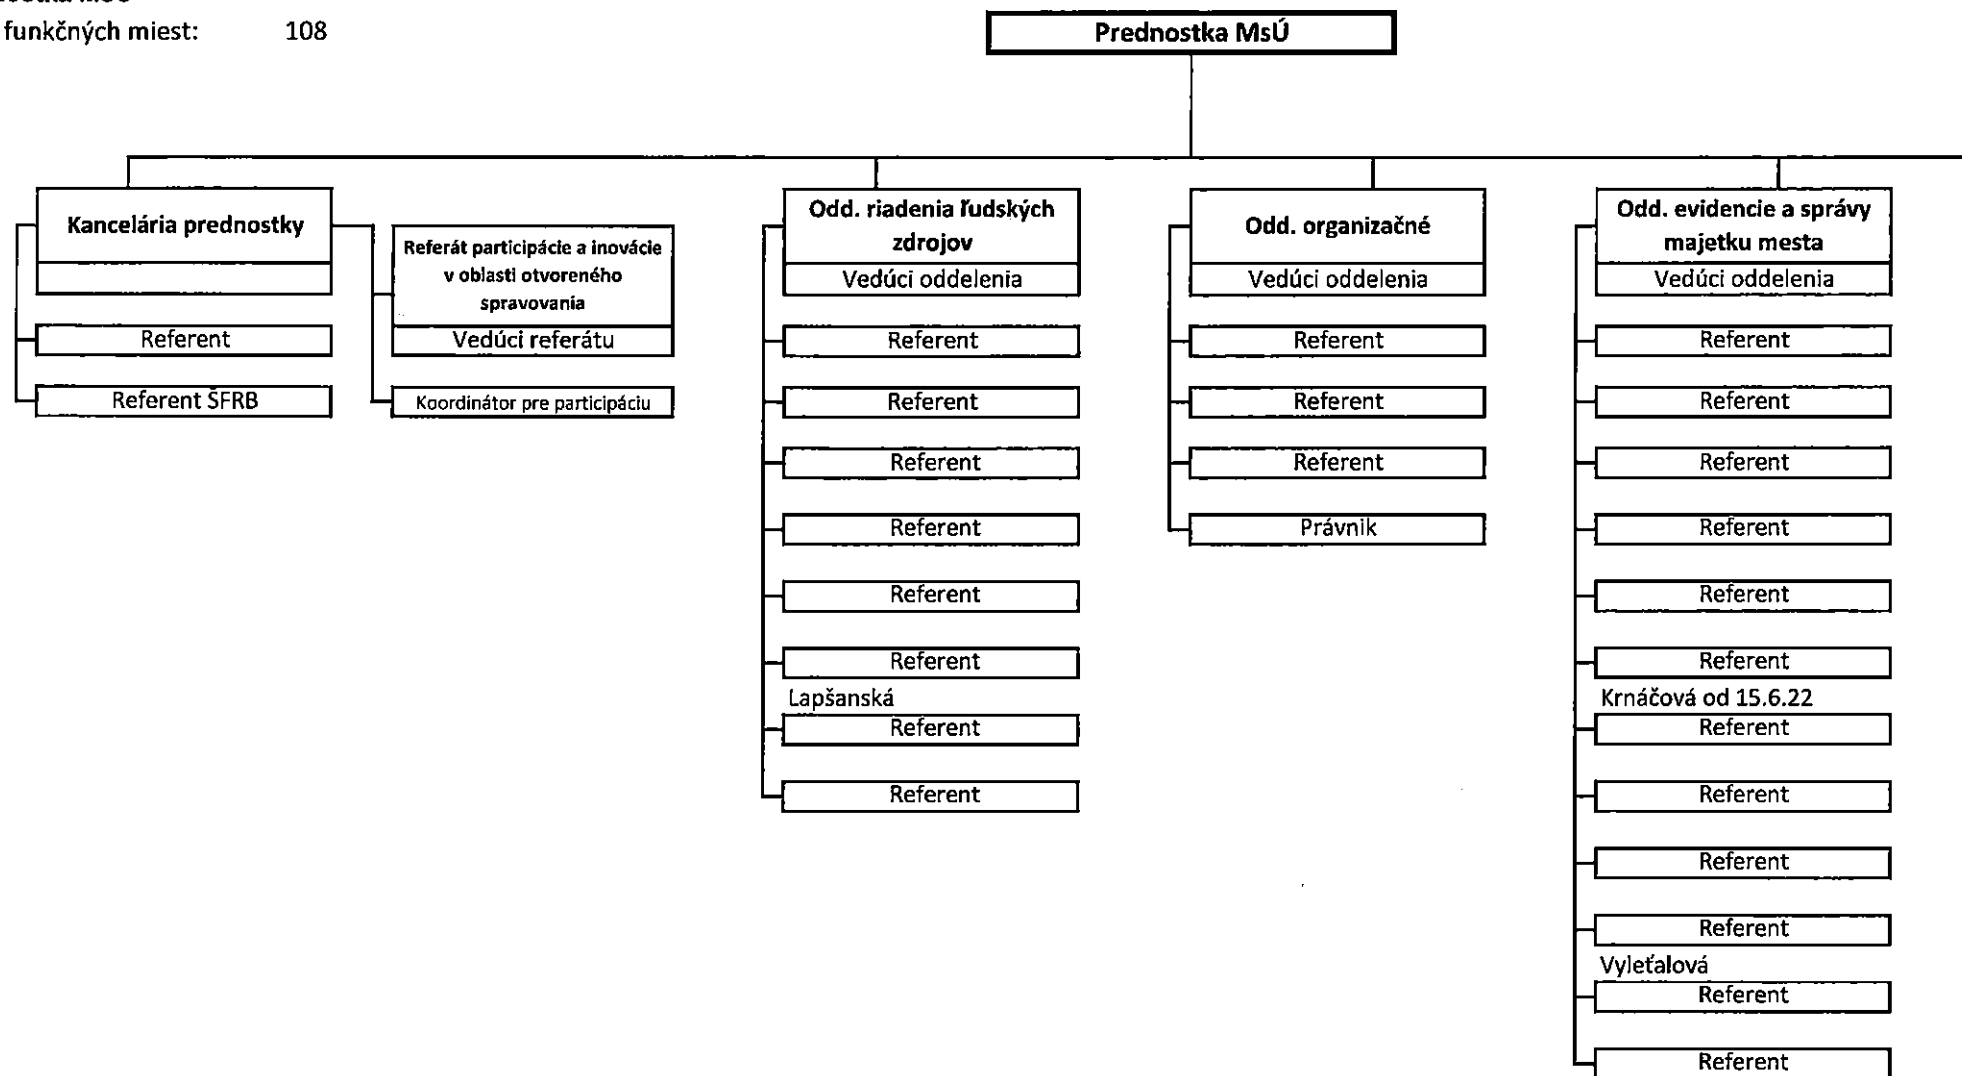 funkčných miest: 108
Prednostka MsÚ
Kancelária prednostky
Referent
Referent ŠFRB
Referát participácie a inovácie
v oblasti otvoreného
spravovania
Vedúci referátu
Koordinátor pre participáciu
Odd. riadenia ľudských
zdrojov
Vedúci oddelenia
Referent
Referent
Referent
Referent
Referent
Referent
Lapšanská
Referent
Referent
Odd. organizačné
Vedúci oddelenia
Referent
Referent
Referent
Právnik
Odd. evidencie a správy
majetku mesta
Vedúci oddelenia
Referent
Referent
Referent
Referent
Referent
Referent
Krnáčová od 15.6.22
Referent
Referent
Referent
Referent
Vyleťalová
Referent
Referent